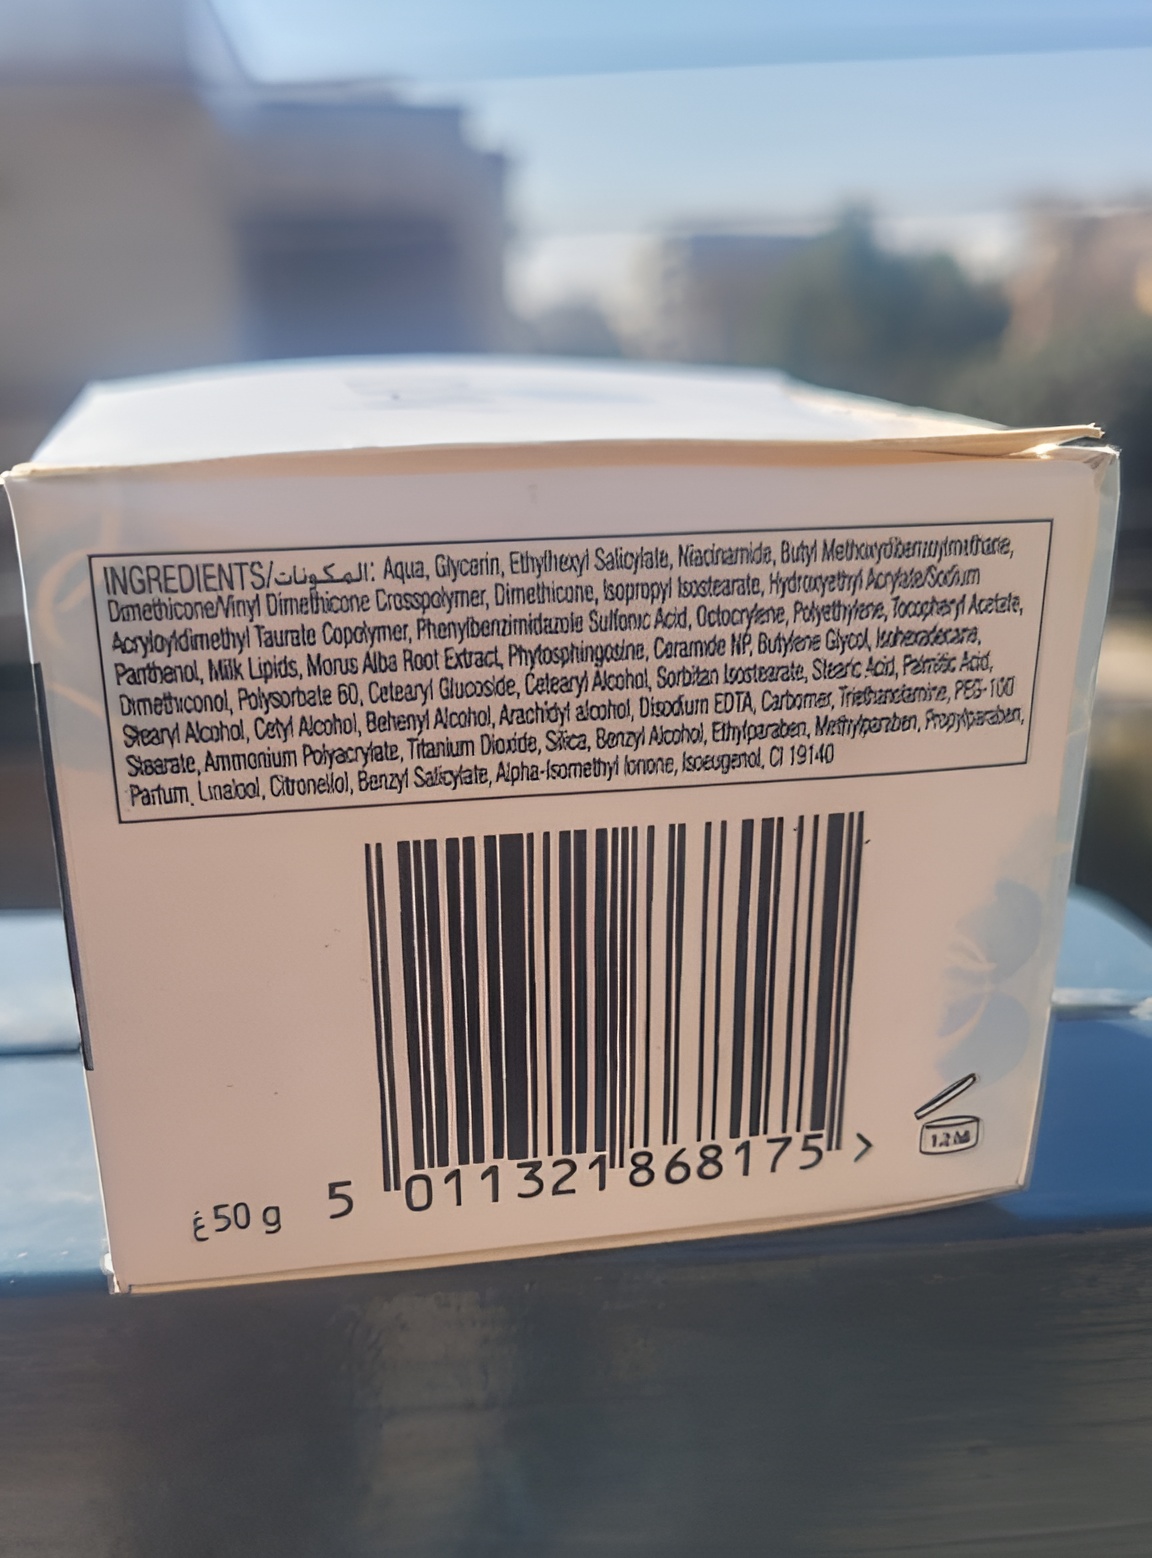 INGREDIENTS/المكونات: Aqua, Glycerin, Ethylhexyl Salicylate, Niacinamide, Butyl Methoxydibenzoylmethane,
Dimethicone/Vinyl Dimethicone Crosspolymer, Dimethicone, Isopropyl Isostearate, Hydroxyethyl Acrylate/Sodium
Acryloyldimethyl Taurate Copolymer, Phenylbenzimidazole Sulfonic Acid, Octocrylene, Polyethylene, Tocopheryl Acetate,
Panthenol, Milk Lipids, Morus Alba Root Extract, Phytosphingosine, Ceramide NP, Butylene Glycol, Isohexadecane,
Dimethiconol, Polysorbate 60, Cetearyl Glucoside, Cetearyl Alcohol, Sorbitan Isostearate, Stearic Acid, Palmitic Acid,
Stearyl Alcohol, Cetyl Alcohol, Behenyl Alcohol, Arachidyl alcohol, Disodium EDTA, Carbomer, Triethanolamine, PEG-100
Stearate, Ammonium Polyacrylate, Titanium Dioxide, Silica, Benzyl Alcohol, Ethylparaben, Methylparaben, Propylparaben,
Parfum, Linalool, Citronellol, Benzyl Salicylate, Alpha-Isomethyl Ionone, Isoeugenol, CI 19140
12M
غ 50 g
5 011321 868175 >